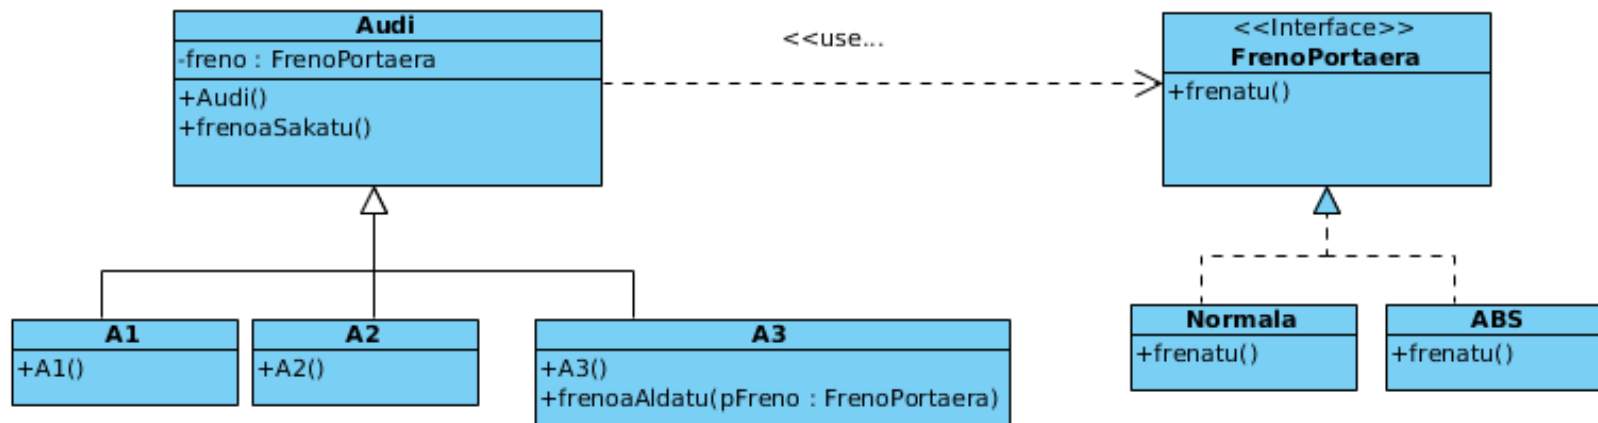 Audi
-freno : FrenoPortaera
+Audi()
+frenoaSakatu()
<<use...
<<Interface>>
FrenoPortaera
+frenatu()
A1
+A1()
A2
+A2()
A3
+A3()
+frenoaAldatu(pFreno : FrenoPortaera)
Normala
+frenatu()
ABS
+frenatu()